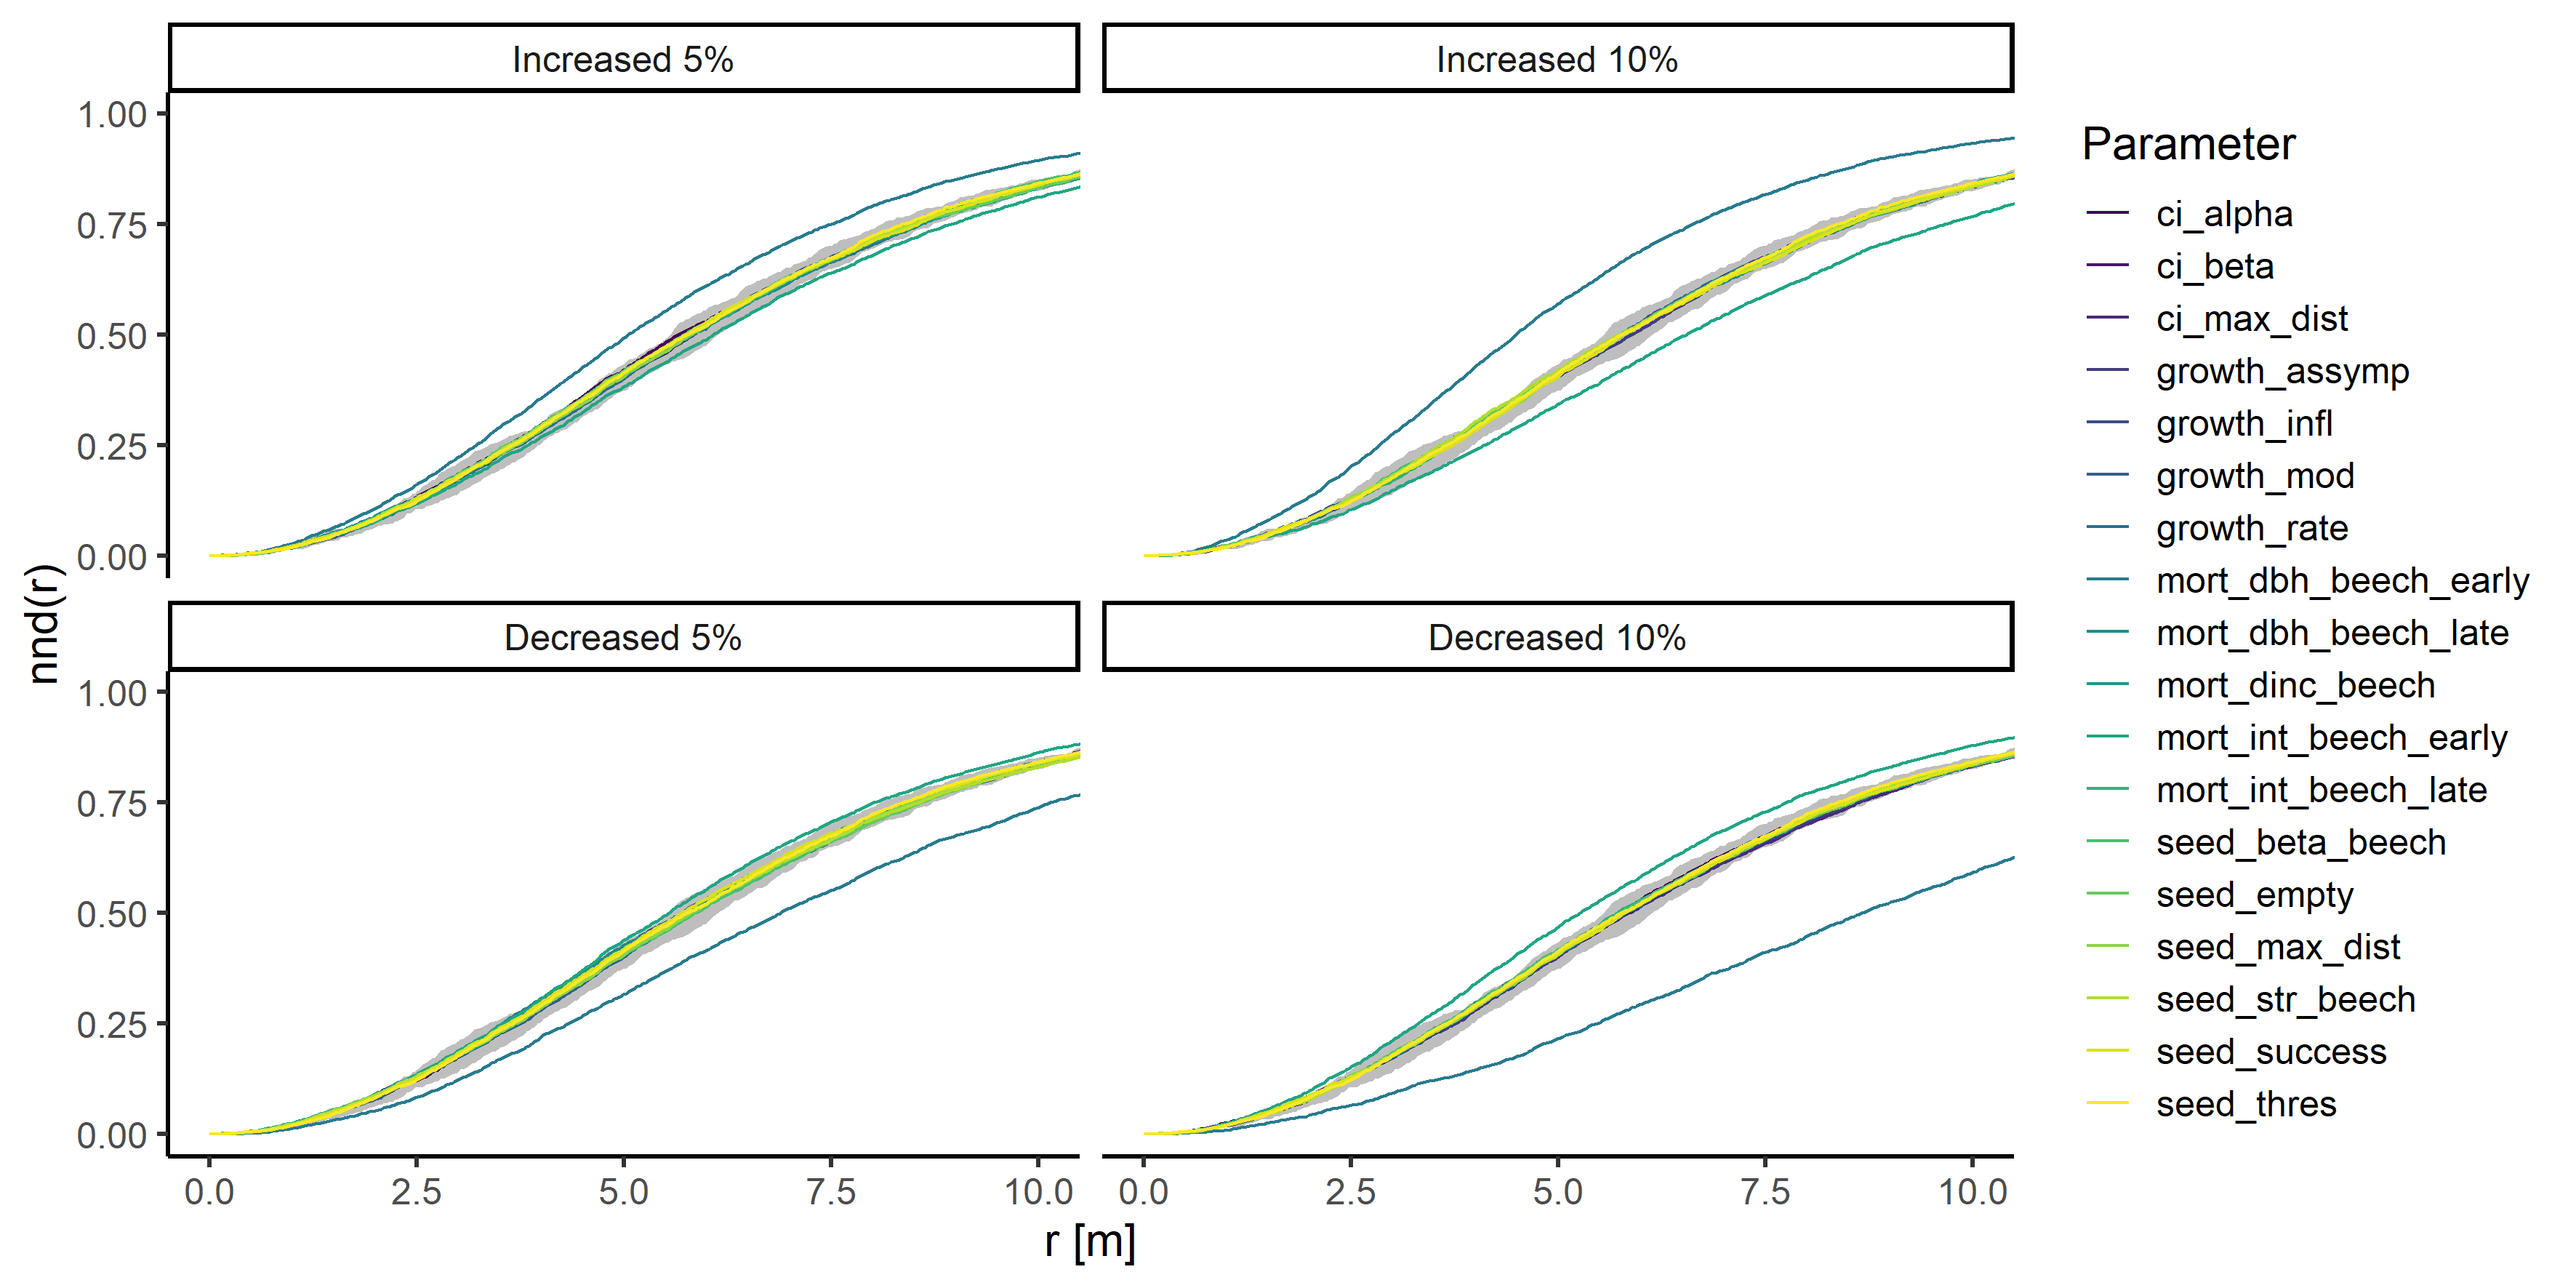 Increased 5%
Increased 10%
1.00
0.75
0.50
0.25
0.00
Decreased 5%
Decreased 10%
1.00
0.75
0.50
0.25
0.00
0.0 2.5 5.0 7.5 10.0
0.0 2.5 5.0 7.5 10.0
r [m]
nnd(r)
Parameter
ci_alpha
ci_beta
ci_max_dist
growth_assymp
growth_infl
growth_mod
growth_rate
mort_dbh_beech_early
mort_dbh_beech_late
mort_dinc_beech
mort_int_beech_early
mort_int_beech_late
seed_beta_beech
seed_empty
seed_max_dist
seed_str_beech
seed_success
seed_thres